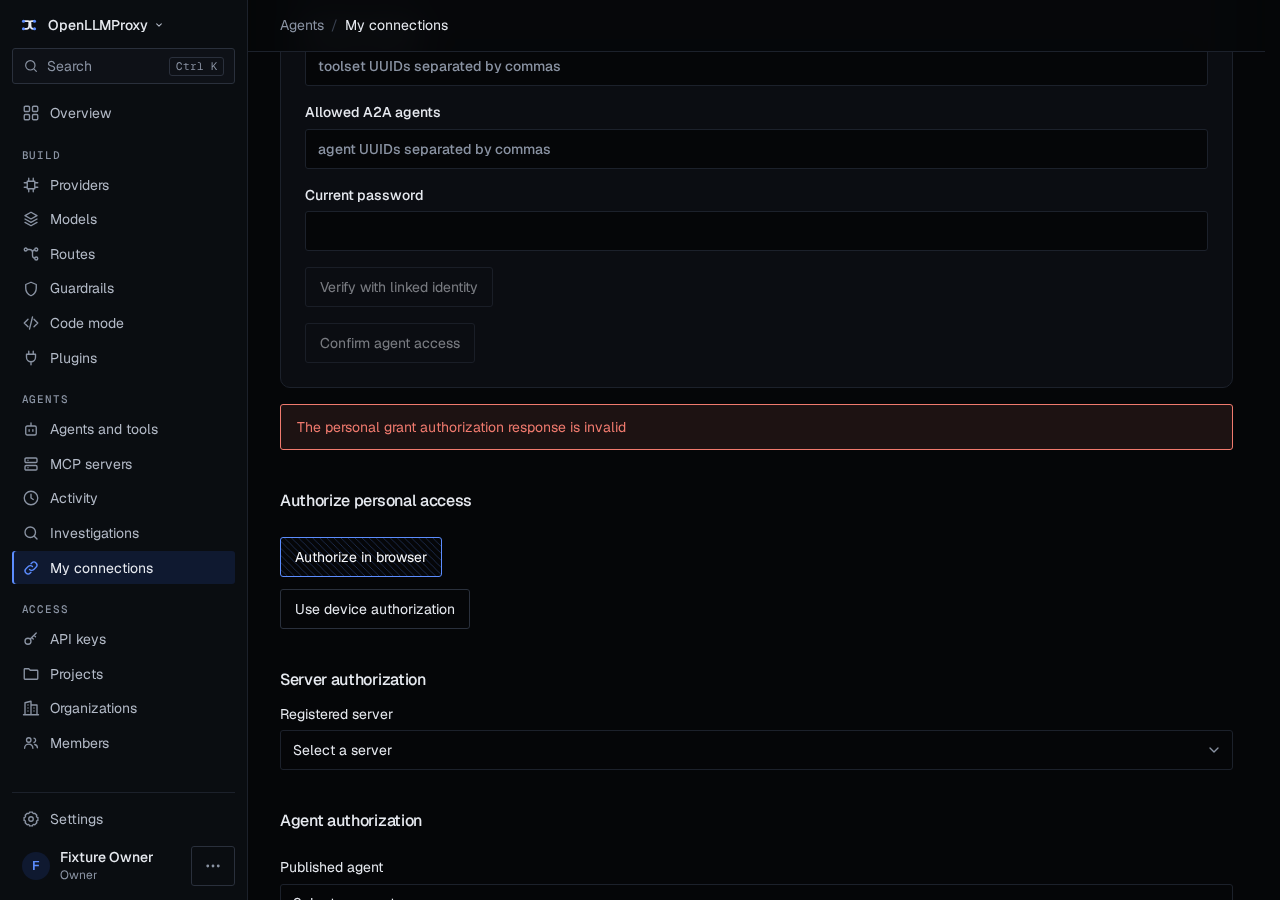 OpenLLMProxy
Search
Ctrl K
Overview
BUILD
Providers
Models
Routes
Guardrails
Code mode
Plugins
AGENTS
Agents and tools
MCP servers
Activity
Investigations
My connections
ACCESS
API keys
Projects
Organizations
Members
Settings
F
Fixture Owner
Owner
Agents / My connections
toolset UUIDs separated by commas
Allowed A2A agents
agent UUIDs separated by commas
Current password
Verify with linked identity
Confirm agent access
The personal grant authorization response is invalid
Authorize personal access
Authorize in browser
Use device authorization
Server authorization
Registered server
Select a server
Agent authorization
Published agent